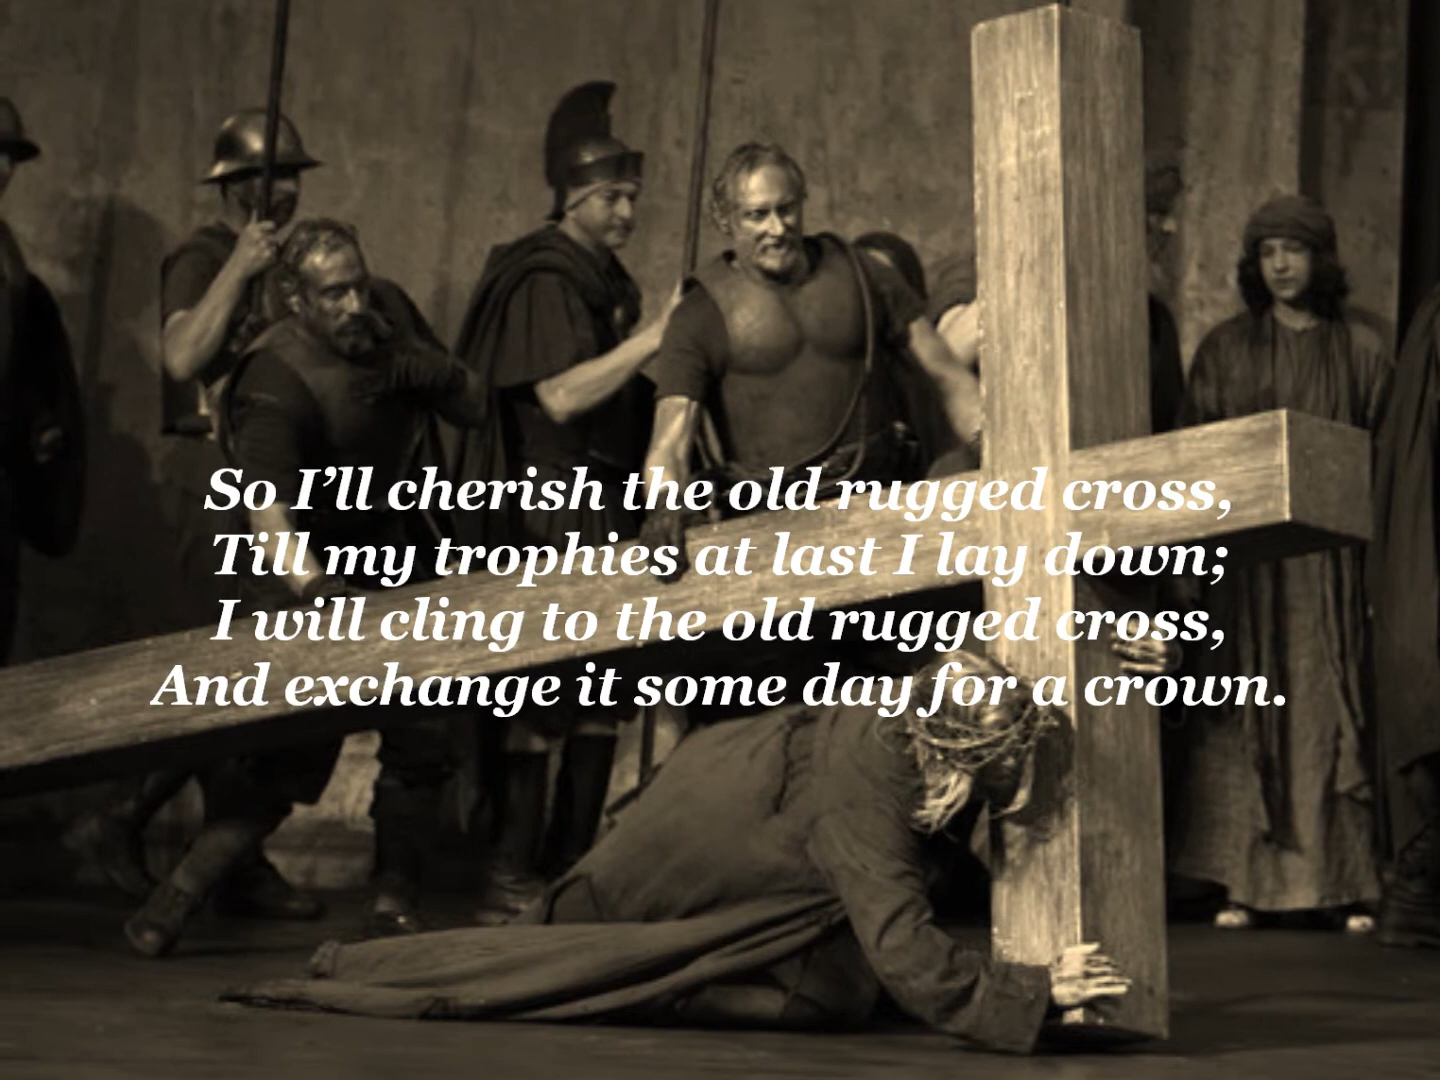 So I’ll cherish the old rugged cross,
Till my trophies at last I lay down;
I will cling to the old rugged cross,
And exchange it some day for a crown.